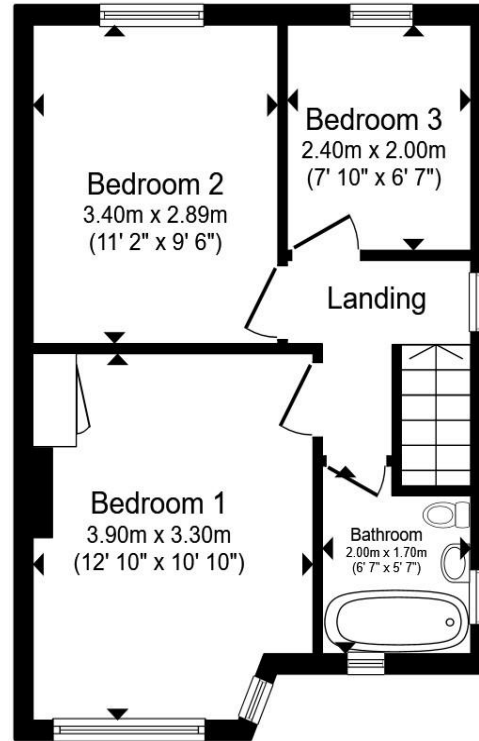 Bedroom 2
3.40m x 2.89m
(11' 2" x 9' 6")
Bedroom 3
2.40m x 2.00m
(7' 10" x 6' 7")
Landing
Bedroom 1
3.90m x 3.30m
(12' 10" x 10' 10")
Bathroom
2.00m x 1.70m
(6' 7" x 5' 7")